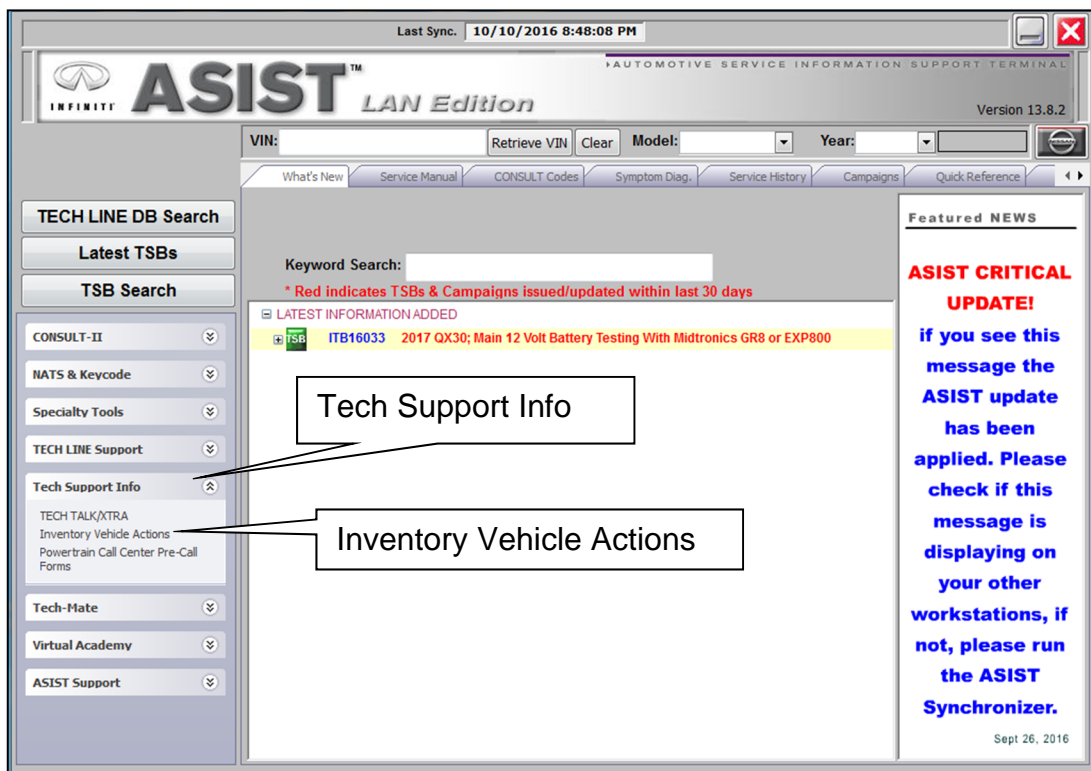 Last Sync. 10/10/2016 8:48:08 PM
INFINITI ASIST™ LAN Edition
AUTOMOTIVE SERVICE INFORMATION SUPPORT TERMINAL
Version 13.8.2
VIN: Retrieve VIN Clear Model: Year:
What's New Service Manual CONSULT Codes Symptom Diag. Service History Campaigns Quick Reference
TECH LINE DB Search
Latest TSBs
TSB Search
CONSULT-II
NATS & Keycode
Specialty Tools
TECH LINE Support
Tech Support Info
TECH TALK/XTRA
Inventory Vehicle Actions
Powertrain Call Center Pre-Call
Forms
Tech-Mate
Virtual Academy
ASIST Support
Keyword Search:
* Red indicates TSBs & Campaigns issued/updated within last 30 days
LATEST INFORMATION ADDED
TSB ITB16033 2017 QX30; Main 12 Volt Battery Testing With Midtronics GR8 or EXP800
Tech Support Info
Inventory Vehicle Actions
Featured NEWS
ASIST CRITICAL
UPDATE!
if you see this
message the
ASIST update
has been
applied. Please
check if this
message is
displaying on
your other
workstations, if
not, please run
the ASIST
Synchronizer.
Sept 26, 2016